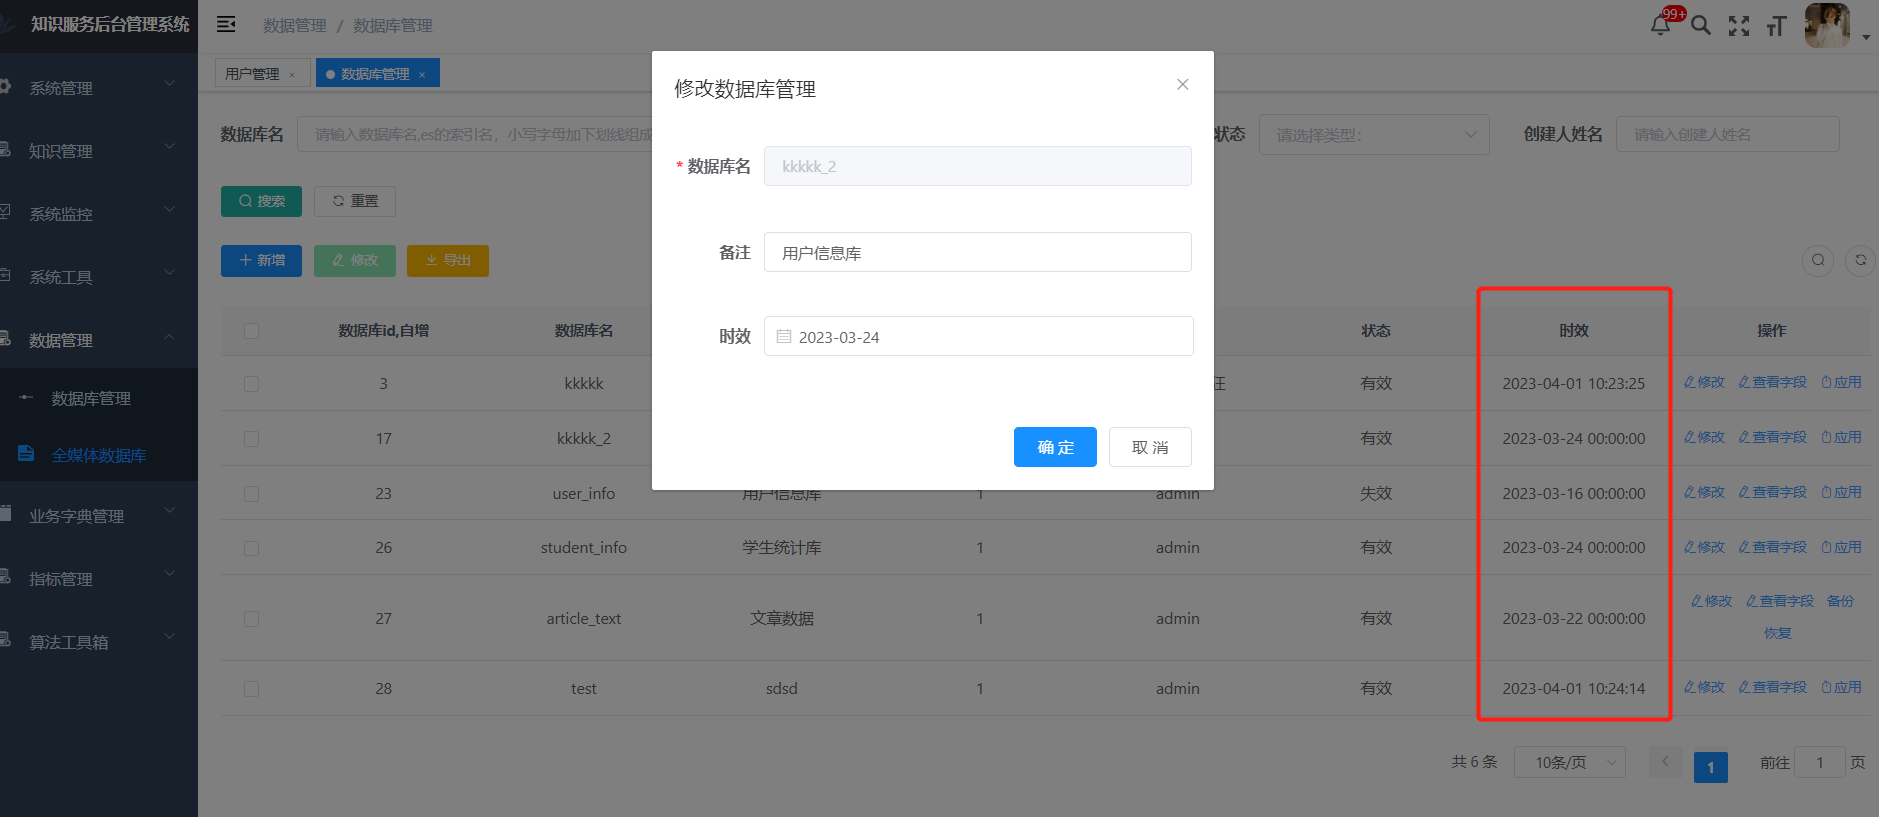 知识服务后台管理系统
数据管理 / 数据库管理
99+
用户管理 ×
数据库管理 ×
系统管理
知识管理
系统监控
系统工具
数据管理
数据库管理
全媒体数据库
业务字典管理
指标管理
算法工具箱
数据库名 请输入数据库名,es的索引名，小写字母加下划线组成
状态 请选择类型：
创建人姓名 请输入创建人姓名
搜索 重置
新增 修改 导出
修改数据库管理
* 数据库名 kkkkk_2
备注 用户信息库
时效 2023-03-24
确 定 取 消
数据库id,自增 数据库名 状态 时效 操作
3 kkkkk 有效 2023-04-01 10:23:25 修改 查看字段 应用
17 kkkkk_2 有效 2023-03-24 00:00:00 修改 查看字段 应用
23 user_info 用户信息库 1 admin 失效 2023-03-16 00:00:00 修改 查看字段 应用
26 student_info 学生统计库 1 admin 有效 2023-03-24 00:00:00 修改 查看字段 应用
27 article_text 文章数据 1 admin 有效 2023-03-22 00:00:00 修改 查看字段 备份
恢复
28 test sdsd 1 admin 有效 2023-04-01 10:24:14 修改 查看字段 应用
共 6 条 10条/页 1 前往 1 页